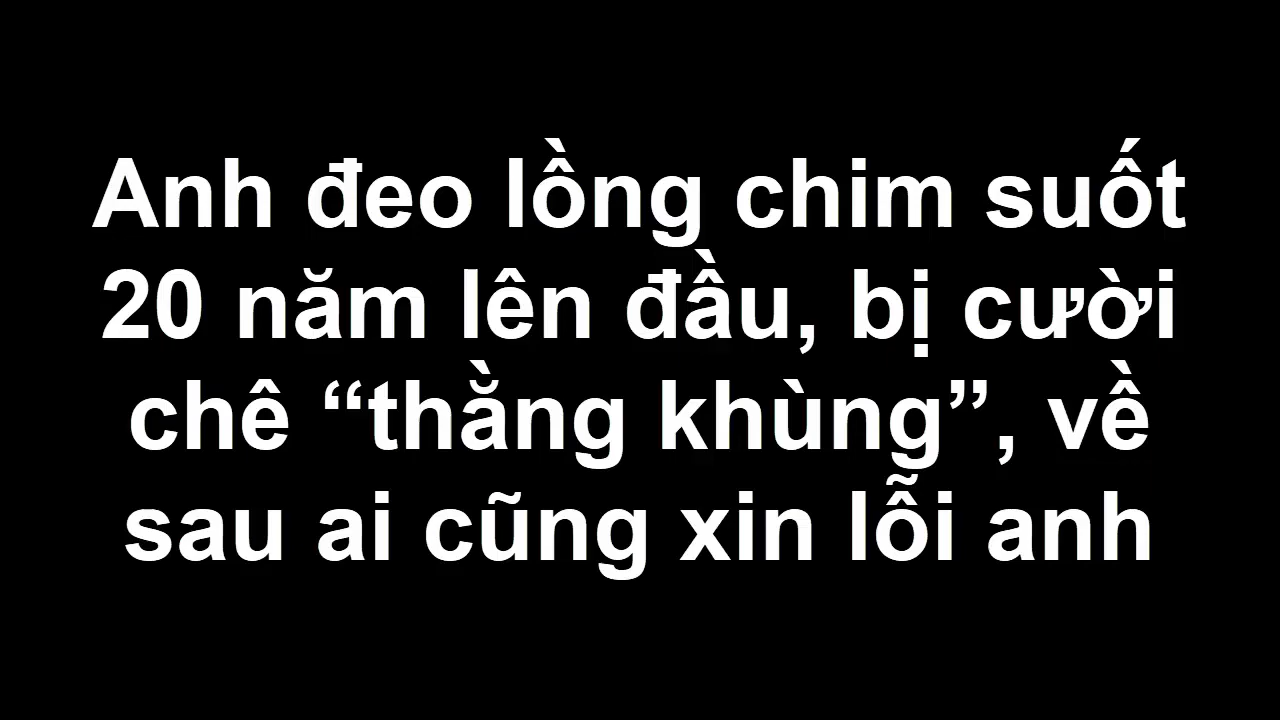 Anh đeo lồng chim suốt
20 năm lên đầu, bị cười
chê “thằng khùng”, về
sau ai cũng xin lỗi anh